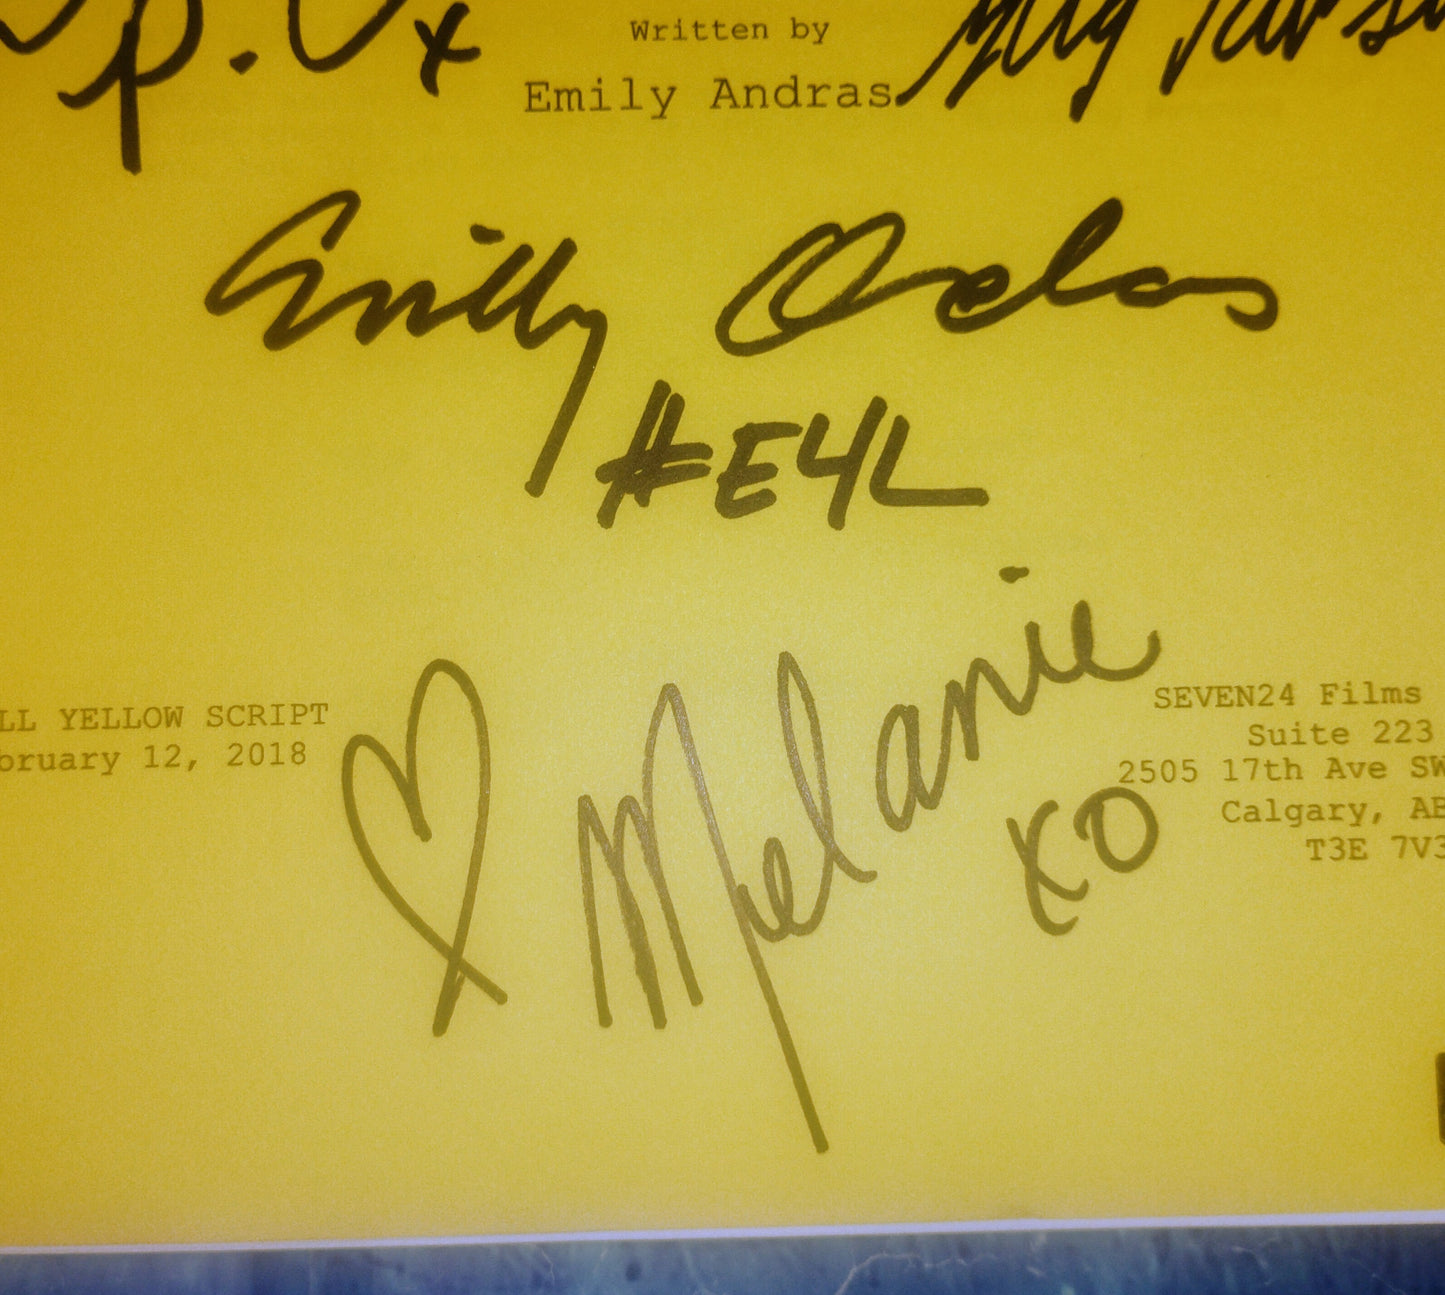 Written by
Emily Andras
Emily Andras
#E4L
Melanie
XO
LL YELLOW SCRIPT
bruary 12, 2018
SEVEN24 Films
Suite 223
2505 17th Ave SW
Calgary, AB
T3E 7V3